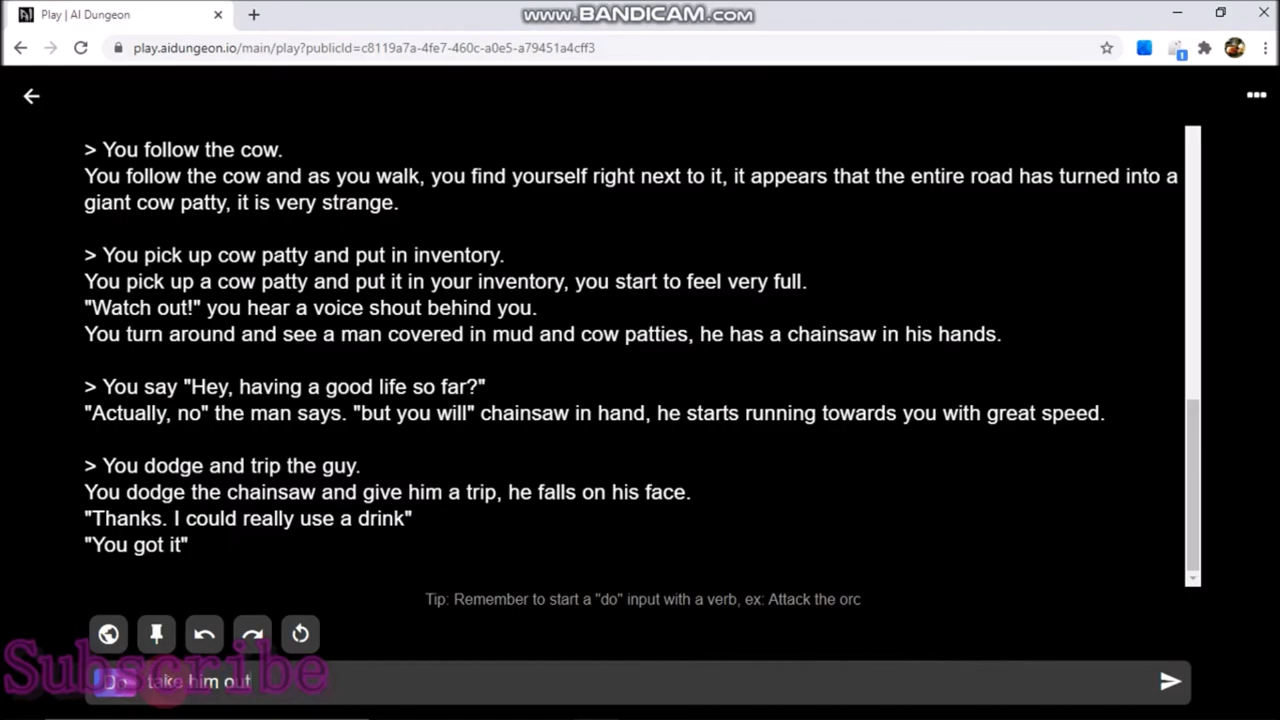 Play | AI Dungeon
www.BANDICAM.com
play.aidungeon.io/main/play?publicId=c8119a7a-4fe7-460c-a0e5-a79451a4cff3
1
> You follow the cow.
You follow the cow and as you walk, you find yourself right next to it, it appears that the entire road has turned into a
giant cow patty, it is very strange.
> You pick up cow patty and put in inventory.
You pick up a cow patty and put it in your inventory, you start to feel very full.
"Watch out!" you hear a voice shout behind you.
You turn around and see a man covered in mud and cow patties, he has a chainsaw in his hands.
> You say "Hey, having a good life so far?"
"Actually, no" the man says. "but you will" chainsaw in hand, he starts running towards you with great speed.
> You dodge and trip the guy.
You dodge the chainsaw and give him a trip, he falls on his face.
"Thanks. I could really use a drink"
"You got it"
Tip: Remember to start a "do" input with a verb, ex: Attack the orc
Subscribe
Do take him out